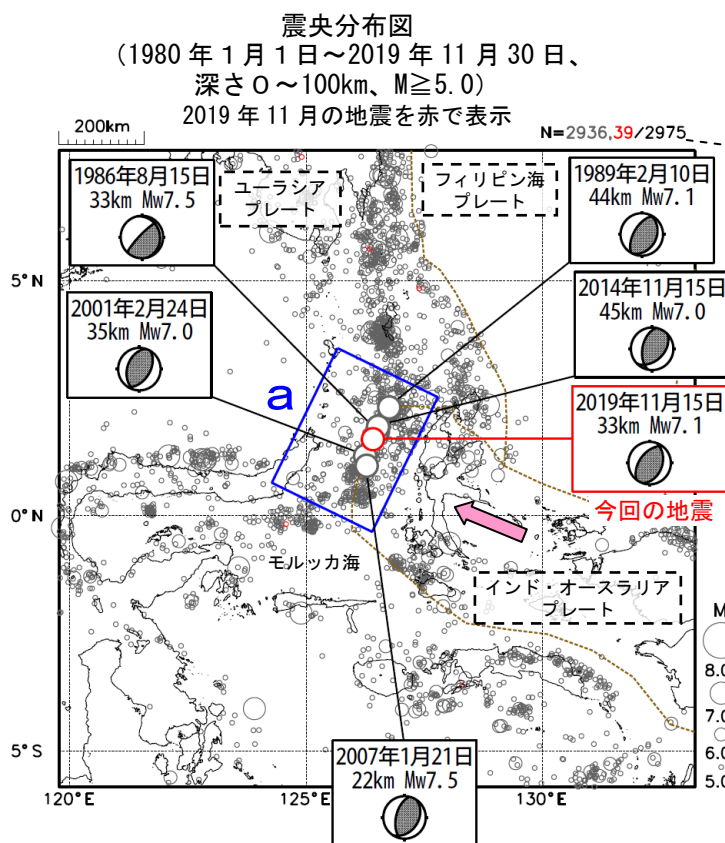 震央分布図
(1980年1月1日~2019年11月30日、
深さ0~100km、M≧5.0)
2019年11月の地震を赤で表示
200km
N=2936,39/2975
1986年8月15日
33km Mw7.5
ユーラシア
プレート
フィリピン海
プレート
1989年2月10日
44km Mw7.1
5°N
2001年2月24日
35km Mw7.0
2014年11月15日
45km Mw7.0
a
2019年11月15日
33km Mw7.1
今回の地震
0°N
モルッカ海
インド・オースラリア
プレート
M
8.0
7.0
6.0
5.0
5°S
2007年1月21日
22km Mw7.5
120°E
125°E
130°E